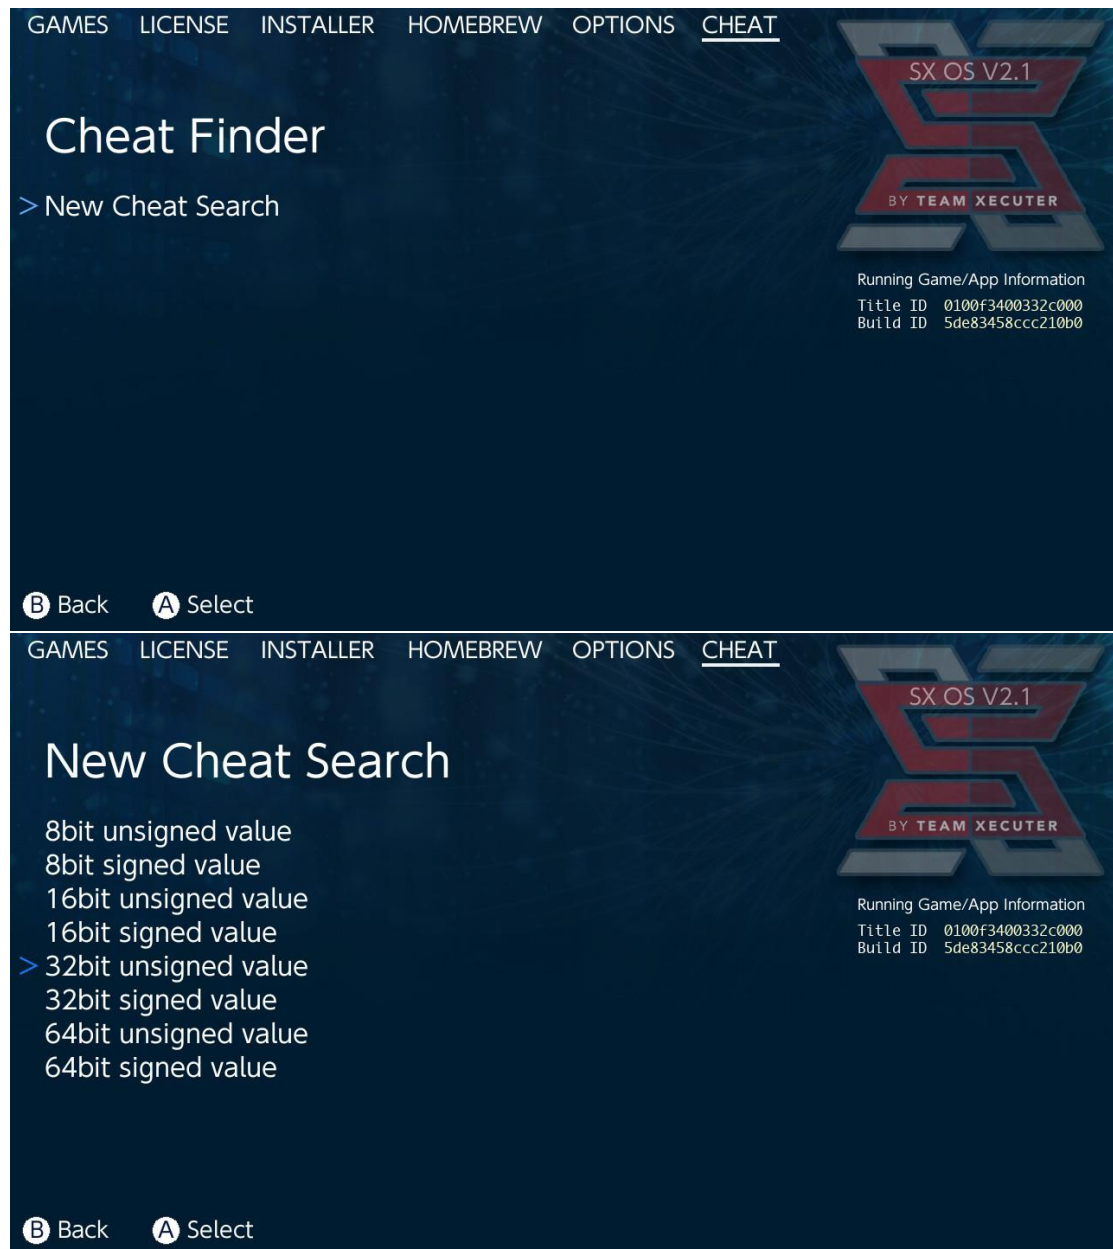 GAMES LICENSE INSTALLER HOMEBREW OPTIONS CHEAT
SX OS V2.1
BY TEAM XECUTER
Cheat Finder
> New Cheat Search
Running Game/App Information
Title ID 0100f3400332c000
Build ID 5de83458ccc210b0
B Back A Select
GAMES LICENSE INSTALLER HOMEBREW OPTIONS CHEAT
SX OS V2.1
BY TEAM XECUTER
New Cheat Search
8bit unsigned value
8bit signed value
16bit unsigned value
16bit signed value
> 32bit unsigned value
32bit signed value
64bit unsigned value
64bit signed value
Running Game/App Information
Title ID 0100f3400332c000
Build ID 5de83458ccc210b0
B Back A Select